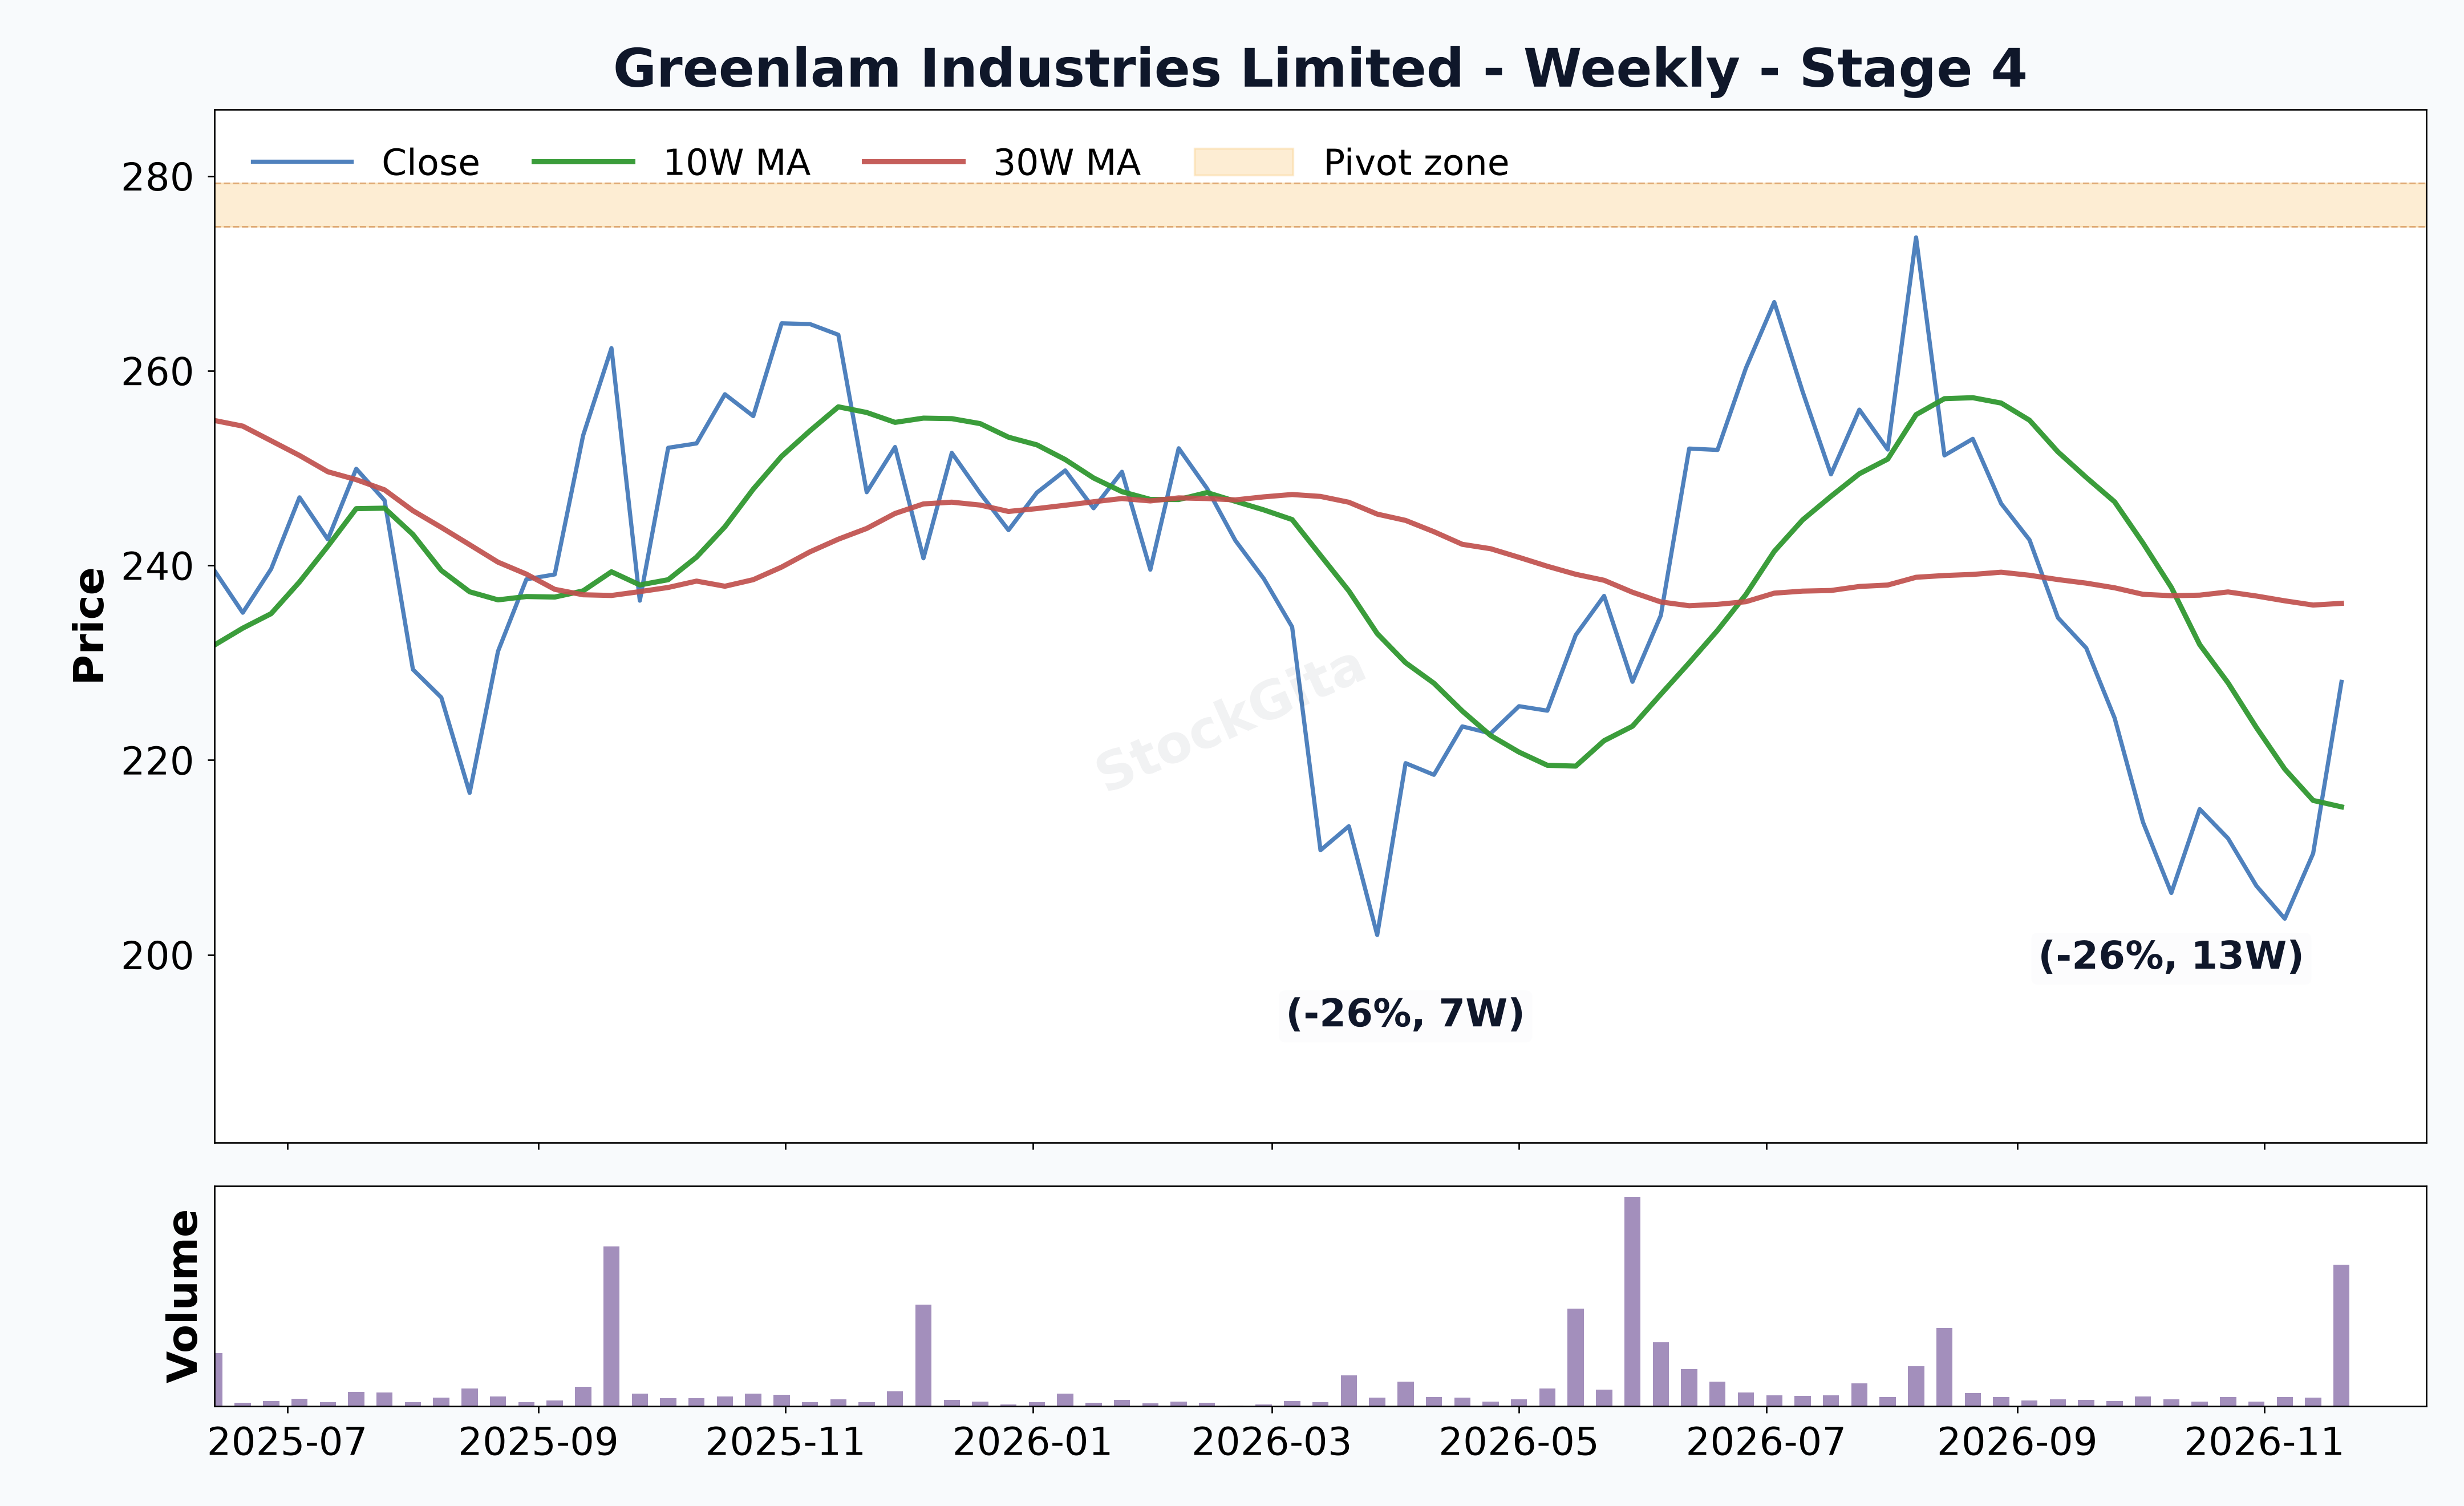 Greenlam Industries Limited - Weekly - Stage 4
Close 10W MA 30W MA Pivot zone
280
260
240
220
200
Price
StockGita
(-26%, 13W)
(-26%, 7W)
Volume
2025-07 2025-09 2025-11 2026-01 2026-03 2026-05 2026-07 2026-09 2026-11